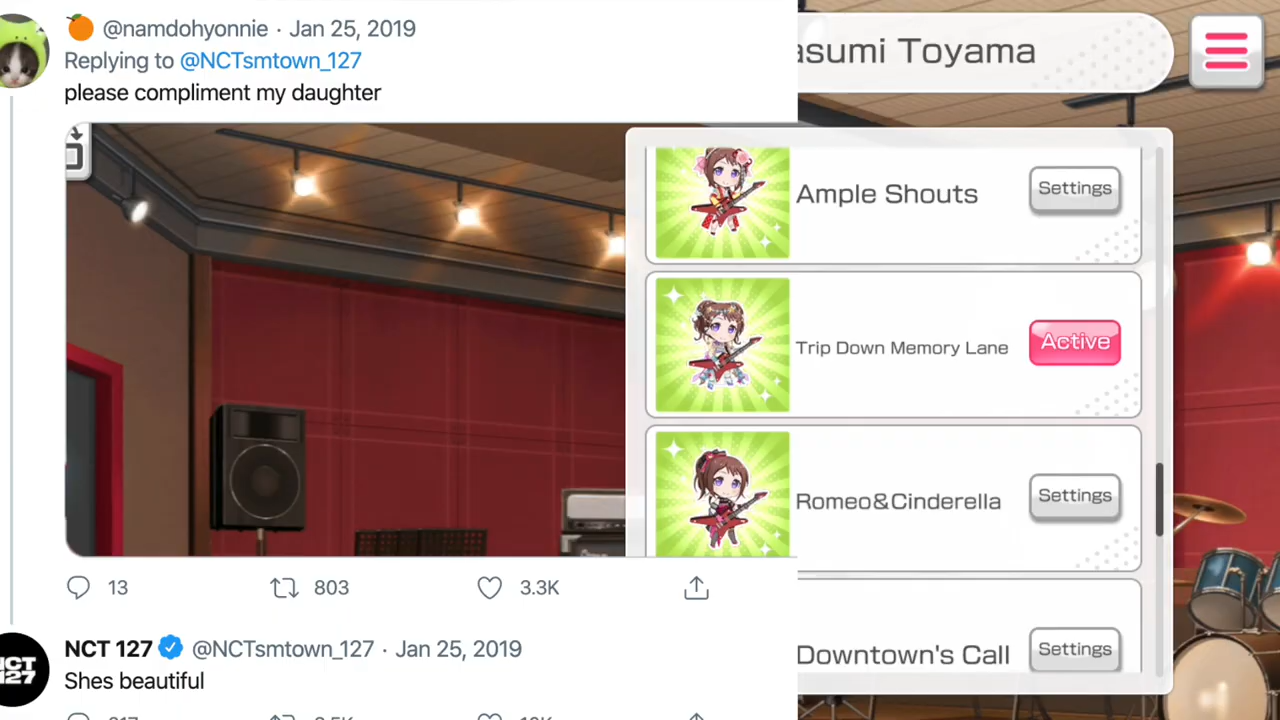 @namdohyonnie · Jan 25, 2019
Replying to @NCTsmtown_127
please compliment my daughter
asumi Toyama
Ample Shouts
Settings
Trip Down Memory Lane
Active
Romeo&Cinderella
Settings
Downtown's Call
Settings
13
803
3.3K
NCT 127 @NCTsmtown_127 · Jan 25, 2019
NCT
127
Shes beautiful